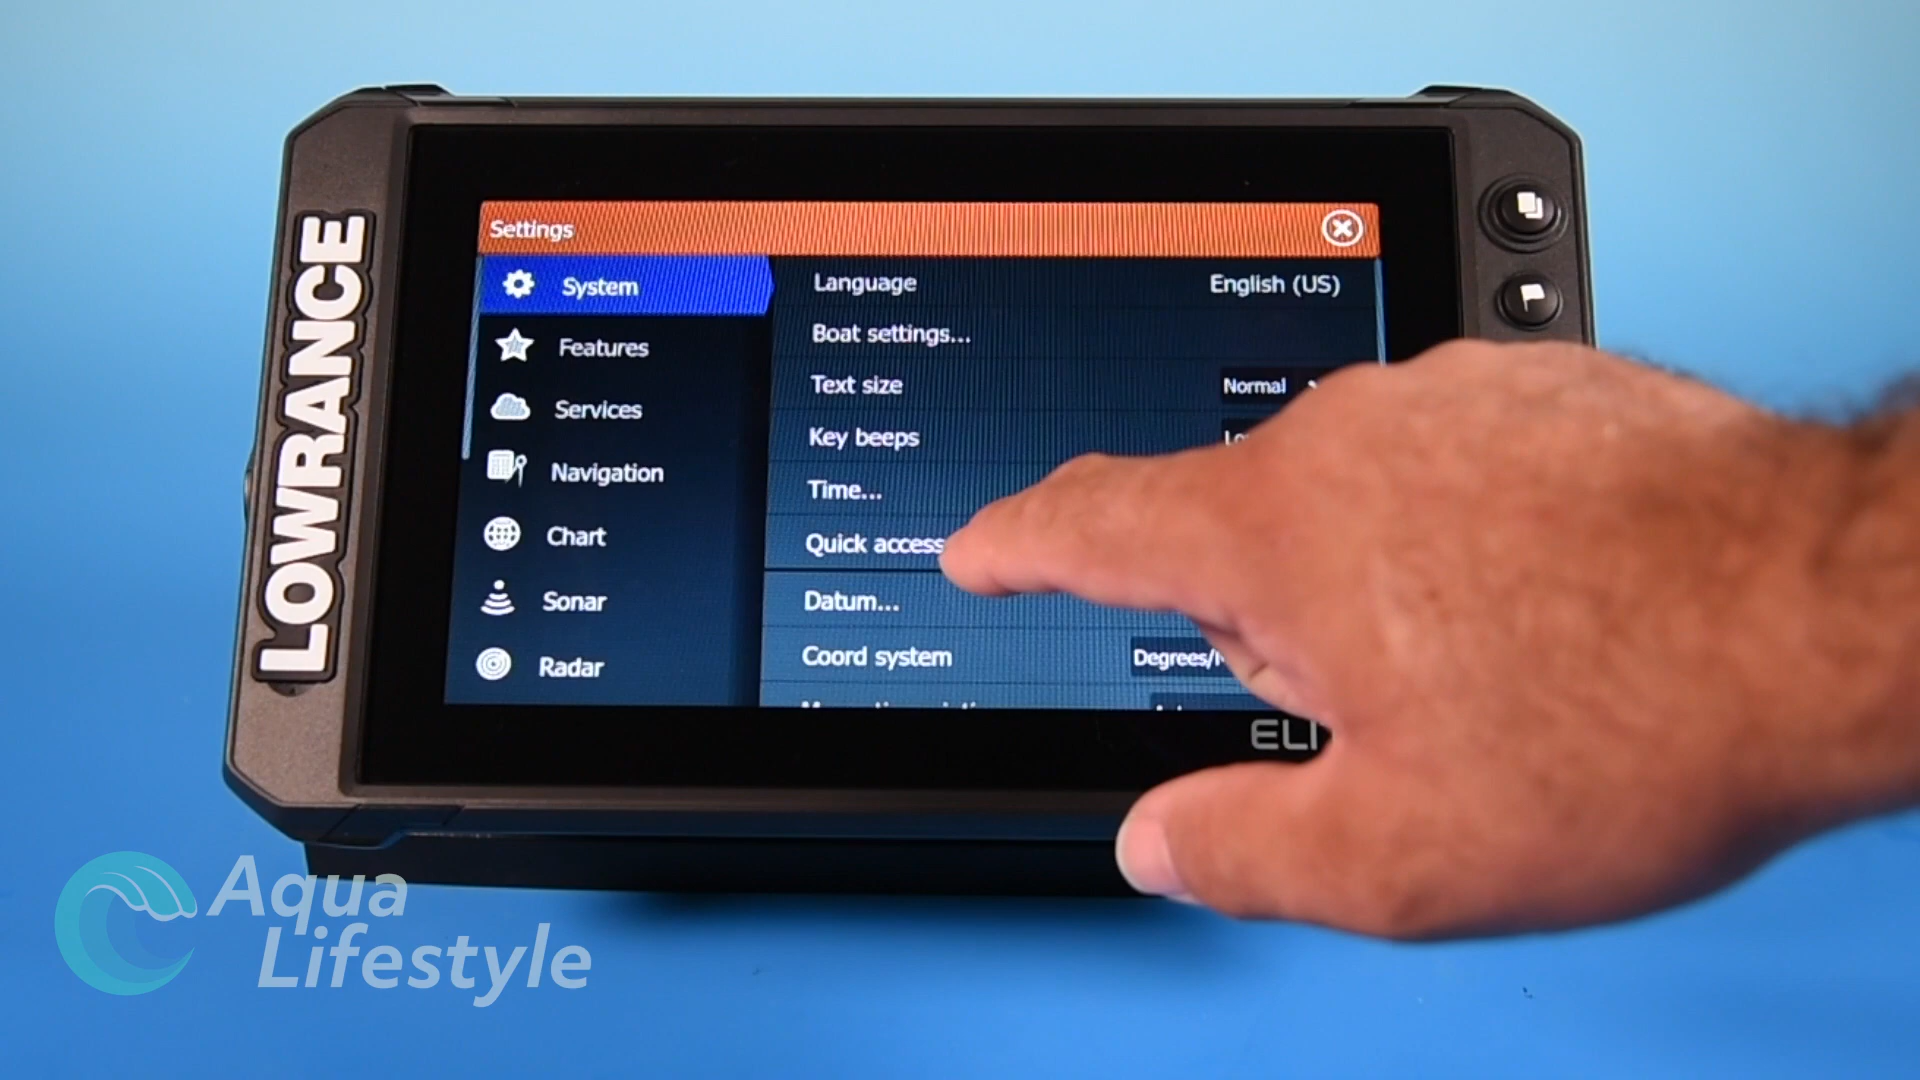 LOWRANCE
Settings
System
Features
Services
Navigation
Chart
Sonar
Radar
Language English (US)
Boat settings...
Text size Normal
Key beeps
Time...
Quick access
Datum...
Coord system
Aqua
Lifestyle